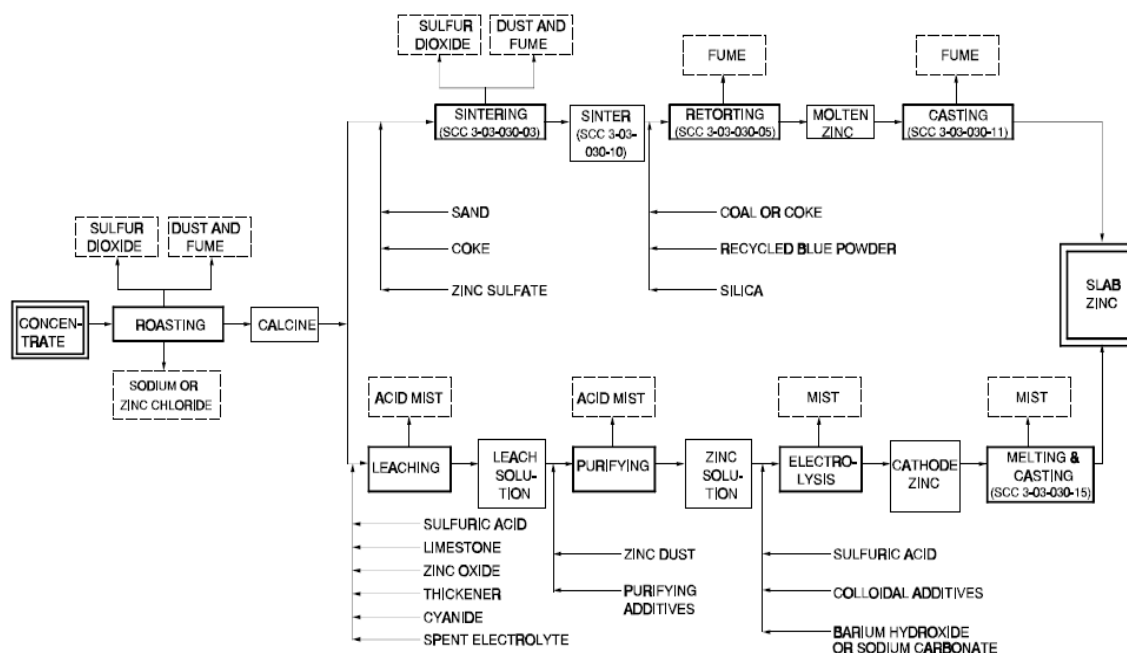 SULFUR
DIOXIDE
DUST AND
FUME
FUME
FUME
SINTERING
(SCC 3-03-030-03)
SINTER
(SCC 3-03-
030-10)
RETORTING
(SCC 3-03-030-05)
MOLTEN
ZINC
CASTING
(SCC 3-03-030-11)
SAND
COKE
ZINC SULFATE
COAL OR COKE
RECYCLED BLUE POWDER
SILICA
SULFUR
DIOXIDE
DUST AND
FUME
CONCEN-
TRATE
ROASTING
CALCINE
SODIUM OR
ZINC CHLORIDE
SLAB
ZINC
ACID MIST
ACID MIST
MIST
MIST
LEACHING
LEACH
SOLU-
TION
PURIFYING
ZINC
SOLU-
TION
ELECTRO-
LYSIS
CATHODE
ZINC
MELTING &
CASTING
(SCC 3-03-030-15)
SULFURIC ACID
LIMESTONE
ZINC OXIDE
THICKENER
CYANIDE
SPENT ELECTROLYTE
ZINC DUST
PURIFYING
ADDITIVES
SULFURIC ACID
COLLOIDAL ADDITIVES
BARIUM HYDROXIDE
OR SODIUM CARBONATE